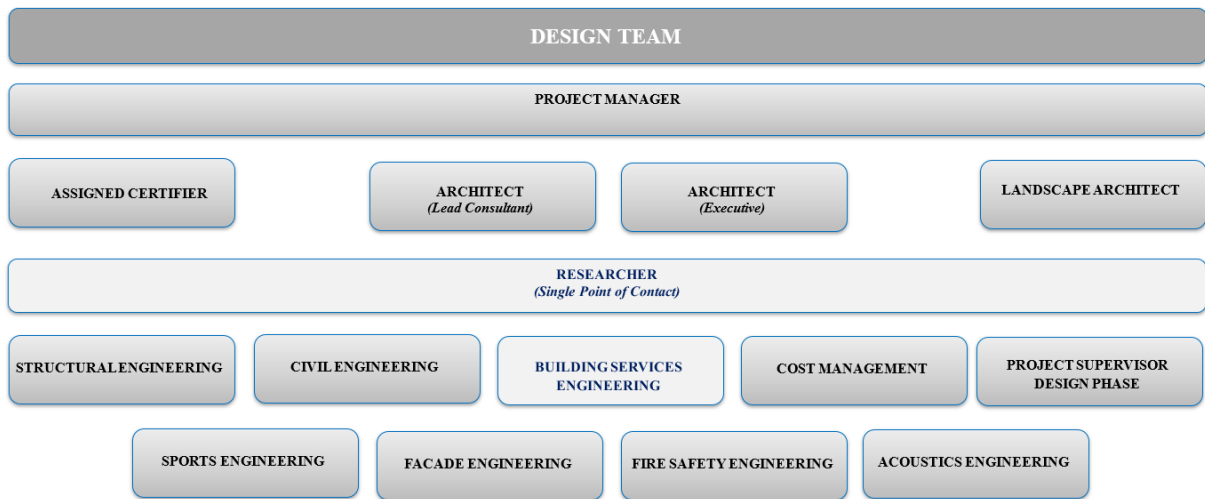 DESIGN TEAM
PROJECT MANAGER
ASSIGNED CERTIFIER
ARCHITECT
(Lead Consultant)
ARCHITECT
(Executive)
LANDSCAPE ARCHITECT
RESEARCHER
(Single Point of Contact)
STRUCTURAL ENGINEERING
CIVIL ENGINEERING
BUILDING SERVICES
ENGINEERING
COST MANAGEMENT
PROJECT SUPERVISOR
DESIGN PHASE
SPORTS ENGINEERING
FACADE ENGINEERING
FIRE SAFETY ENGINEERING
ACOUSTICS ENGINEERING